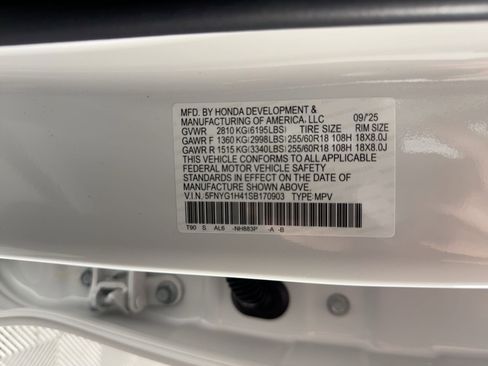 MFD. BY HONDA DEVELOPMENT &
MANUFACTURING OF AMERICA, LLC 09/'25
GVWR 2810 KG(6195LBS) TIRE SIZE RIM SIZE
GAWR F 1360 KG(2998LBS) 255/60R18 108H 18X8.0J
GAWR R 1515 KG(3340LBS) 255/60R18 108H 18X8.0J
THIS VEHICLE CONFORMS TO ALL APPLICABLE
FEDERAL MOTOR VEHICLE SAFETY
STANDARDS IN EFFECT ON THE DATE OF
MANUFACTURE SHOWN ABOVE.
V.I.N. 5FNYG1H41SB170903 TYPE MPV
T90 S AL6 -NH883P -A -B